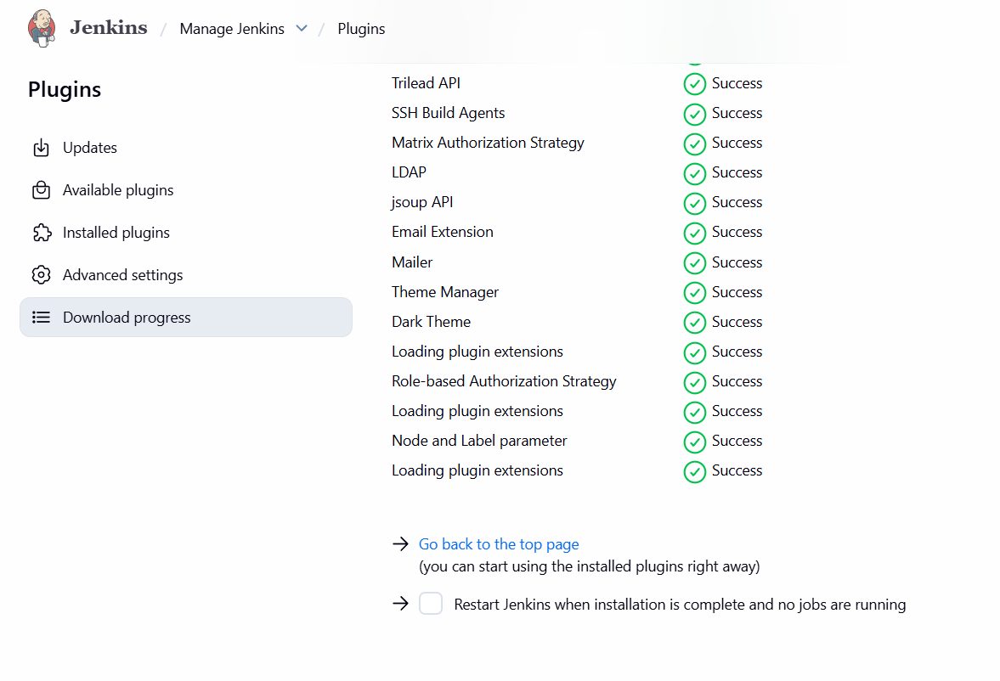 Jenkins / Manage Jenkins / Plugins
Plugins
Updates
Available plugins
Installed plugins
Advanced settings
Download progress
Trilead API Success
SSH Build Agents Success
Matrix Authorization Strategy Success
LDAP Success
jsoup API Success
Email Extension Success
Mailer Success
Theme Manager Success
Dark Theme Success
Loading plugin extensions Success
Role-based Authorization Strategy Success
Loading plugin extensions Success
Node and Label parameter Success
Loading plugin extensions Success
Go back to the top page
(you can start using the installed plugins right away)
Restart Jenkins when installation is complete and no jobs are running